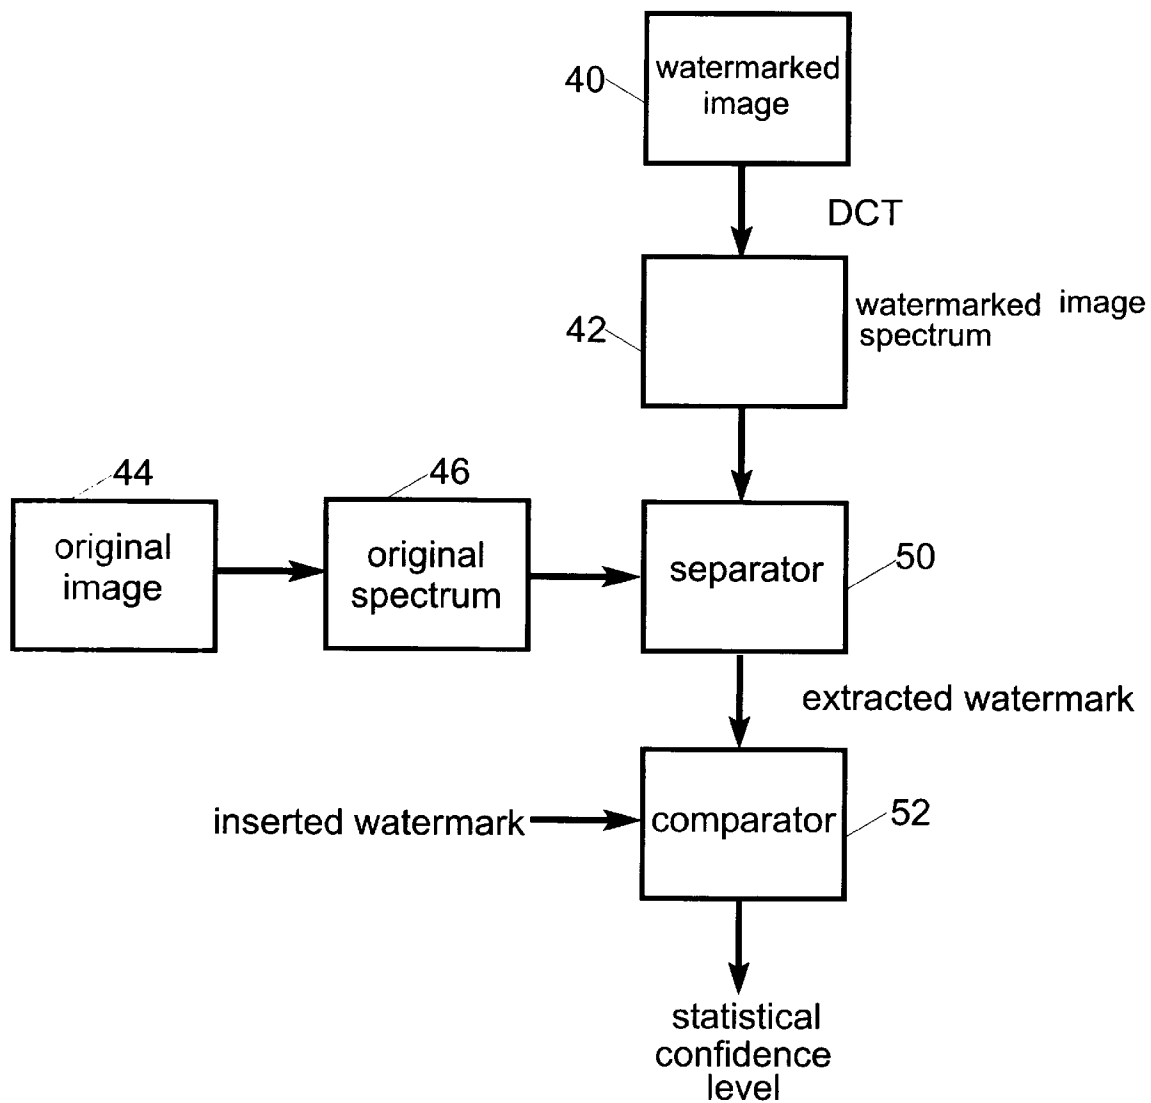 40
watermarked
image
DCT
42
watermarked image
spectrum
44
original
image
46
original
spectrum
separator
50
extracted watermark
inserted watermark
comparator
52
statistical
confidence
level